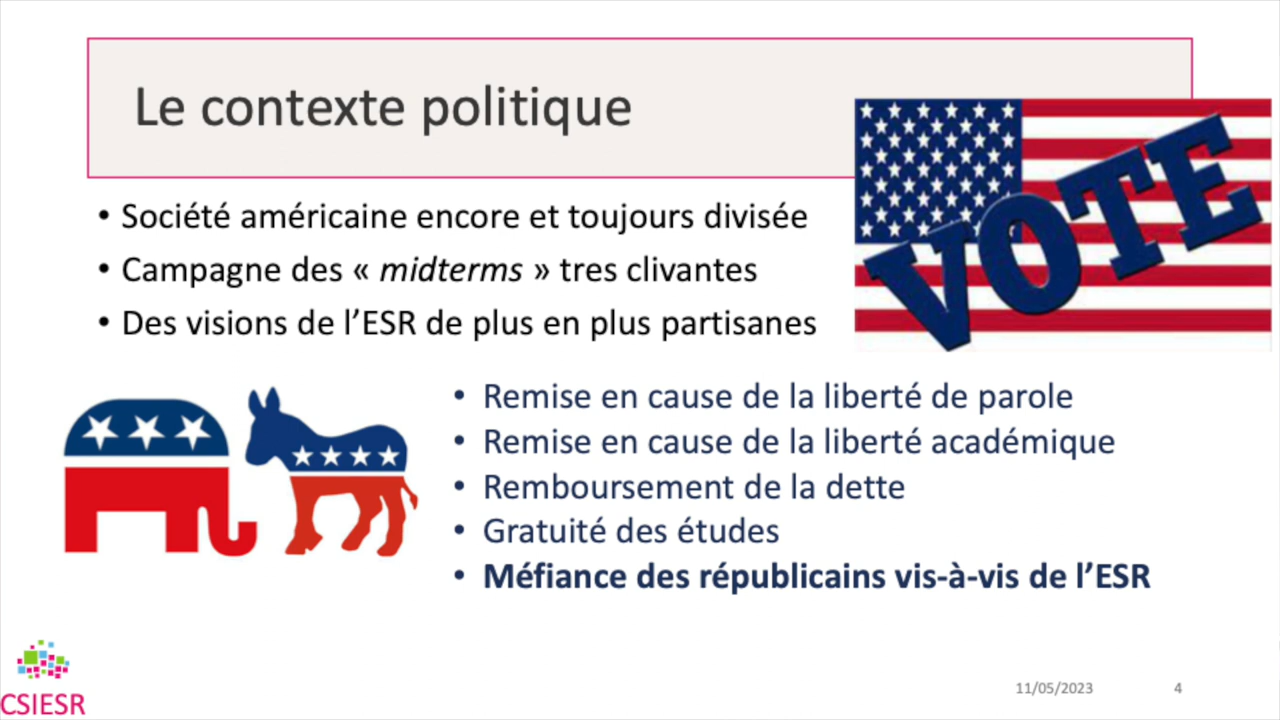 Le contexte politique
VOTE
• Société américaine encore et toujours divisée
• Campagne des « midterms » tres clivantes
• Des visions de l’ESR de plus en plus partisanes
• Remise en cause de la liberté de parole
• Remise en cause de la liberté académique
• Remboursement de la dette
• Gratuité des études
• Méfiance des républicains vis-à-vis de l’ESR
CSIESR
11/05/2023
4